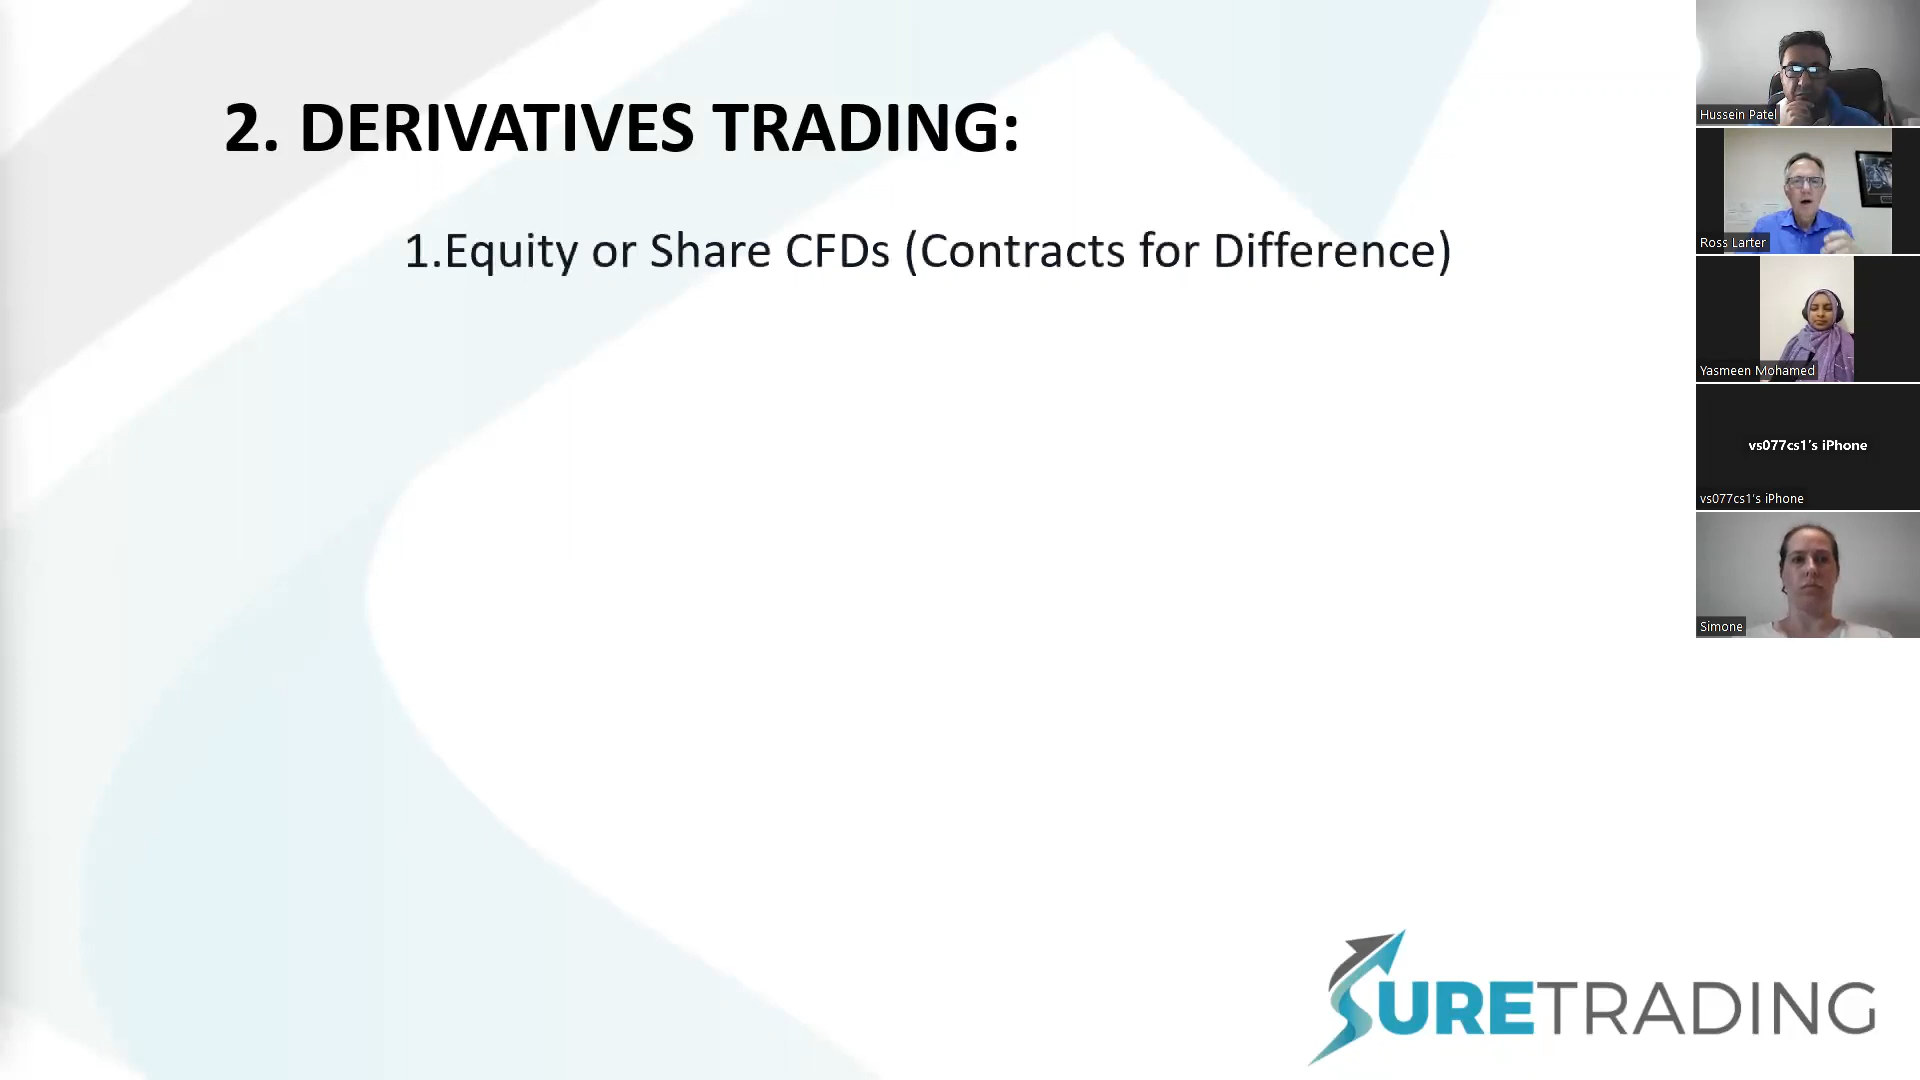 2. DERIVATIVES TRADING:
1.Equity or Share CFDs (Contracts for Difference)
Hussein Patel
Ross Larter
Yasmeen Mohamed
vs077cs1's iPhone
vs077cs1's iPhone
Simone
SURETRADING